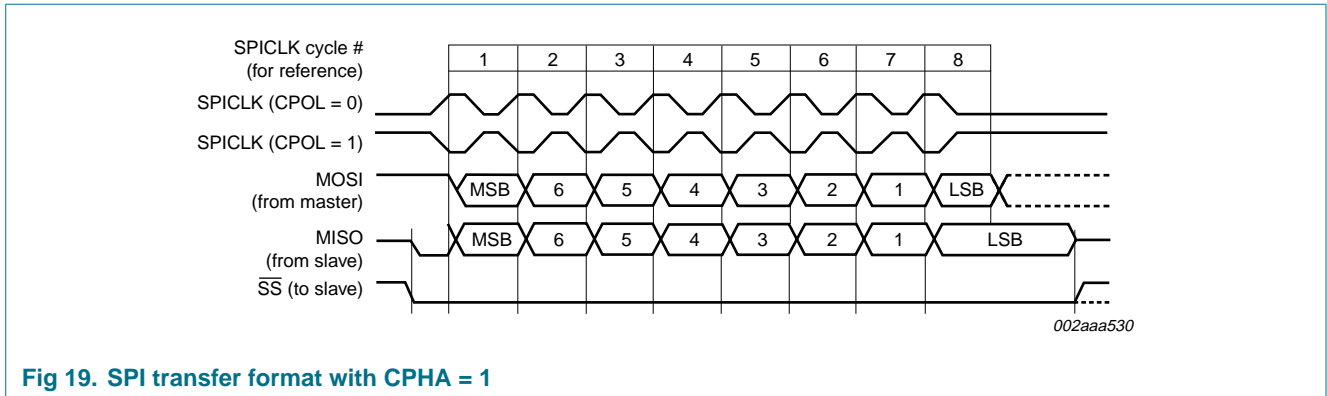 SPICLK cycle #
(for reference)
1 2 3 4 5 6 7 8
SPICLK (CPOL = 0)
SPICLK (CPOL = 1)
MOSI
(from master)
MSB 6 5 4 3 2 1 LSB
MISO
(from slave)
MSB 6 5 4 3 2 1 LSB
S̅S̅ (to slave)
002aaa530
Fig 19. SPI transfer format with CPHA = 1